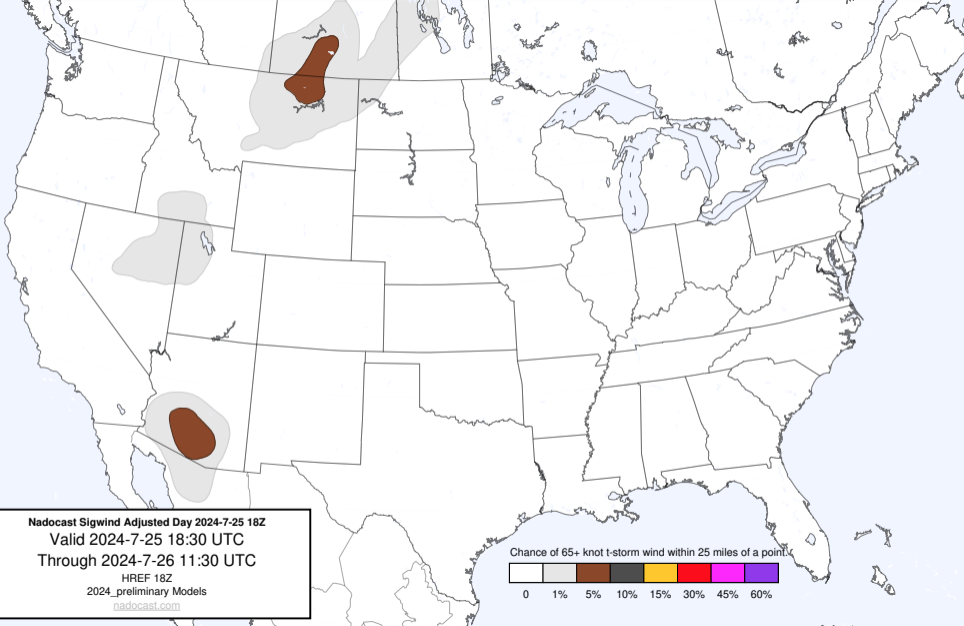 Nadocast Sigwind Adjusted Day 2024-7-25 18Z
Valid 2024-7-25 18:30 UTC
Through 2024-7-26 11:30 UTC
HREF 18Z
2024_preliminary Models
nadocast.com
Chance of 65+ knot t-storm wind within 25 miles of a point.
0 1% 5% 10% 15% 30% 45% 60%